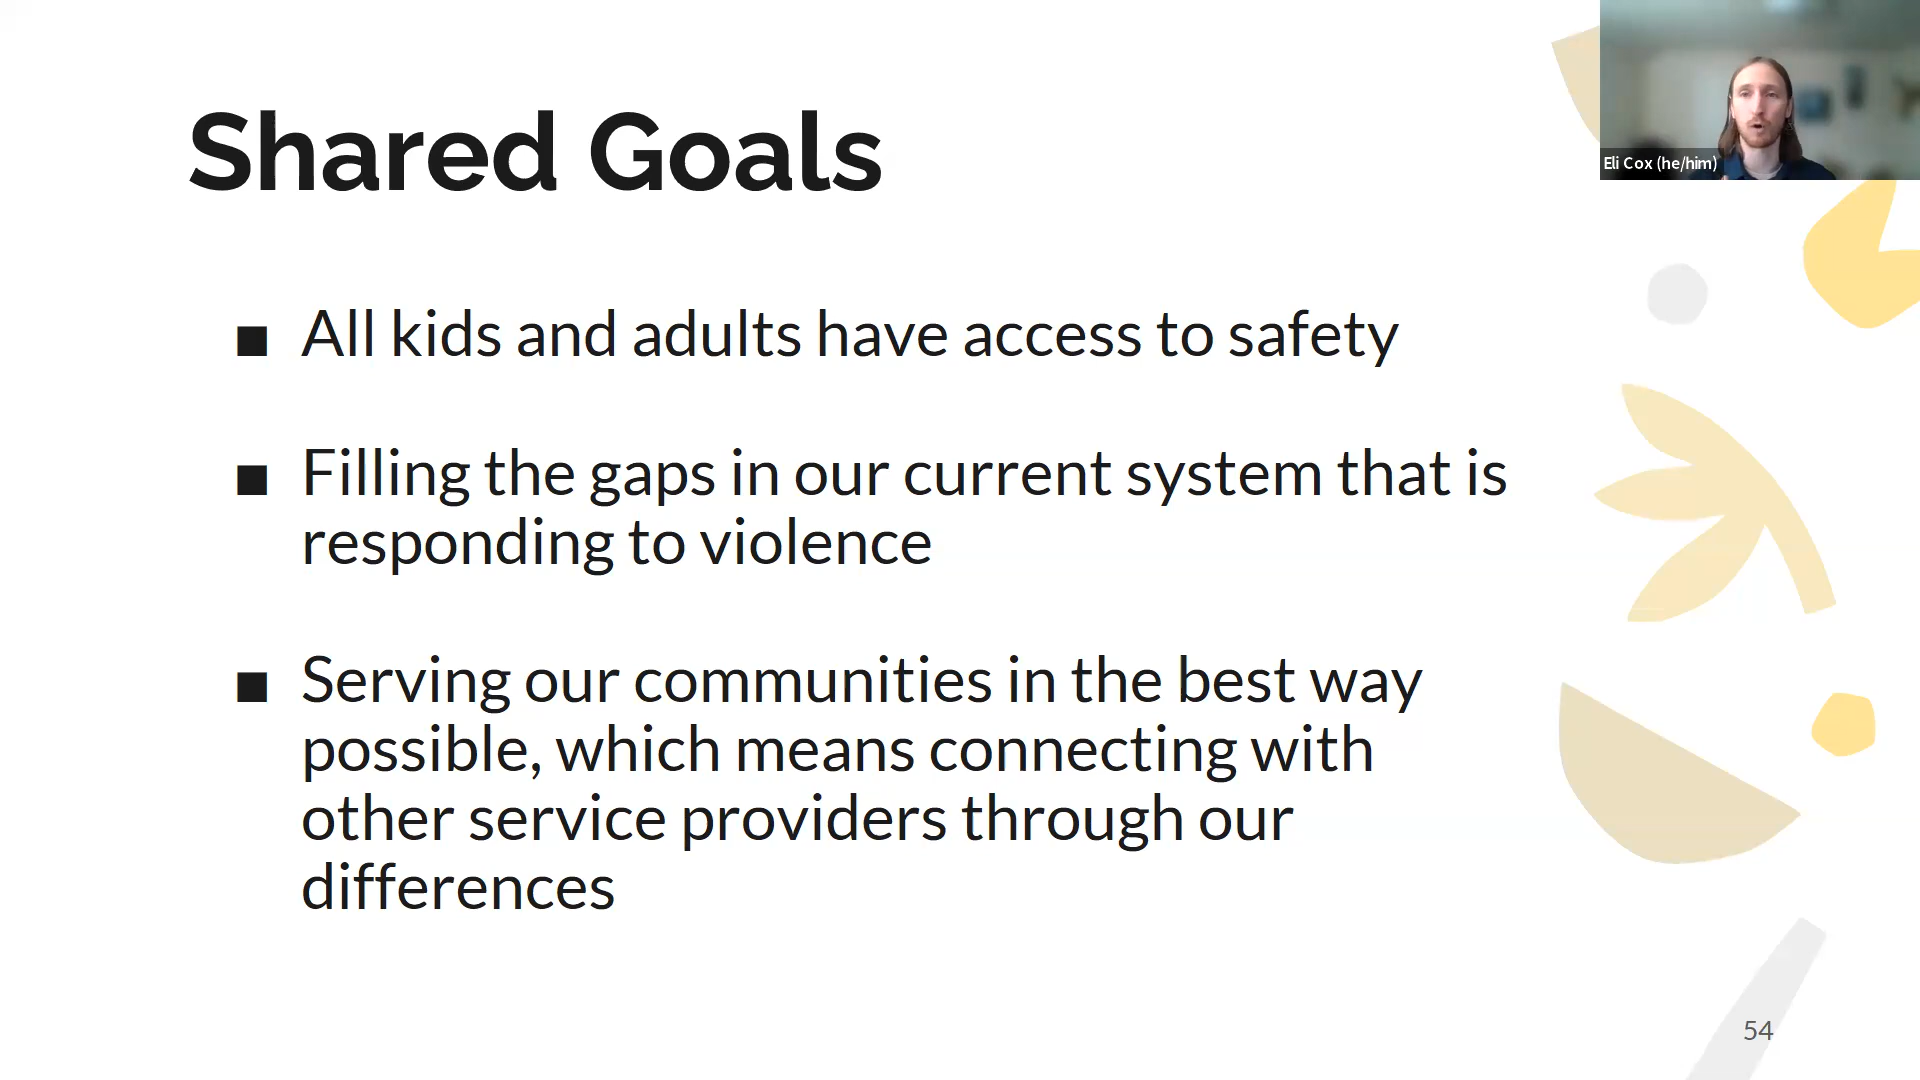 Shared Goals
Eli Cox (he/him)
■ All kids and adults have access to safety
■ Filling the gaps in our current system that is
responding to violence
■ Serving our communities in the best way
possible, which means connecting with
other service providers through our
differences
54